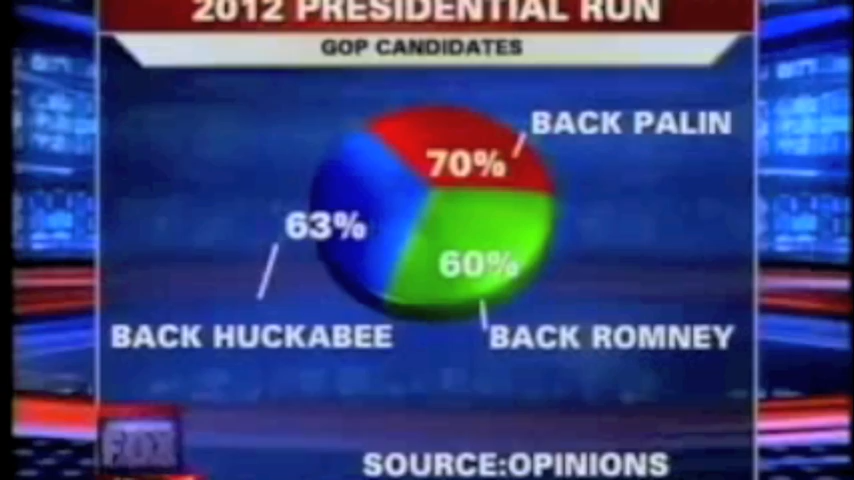 2012 PRESIDENTIAL RUN
GOP CANDIDATES
BACK PALIN
70%
63%
60%
BACK HUCKABEE
BACK ROMNEY
FOX
SOURCE:OPINIONS